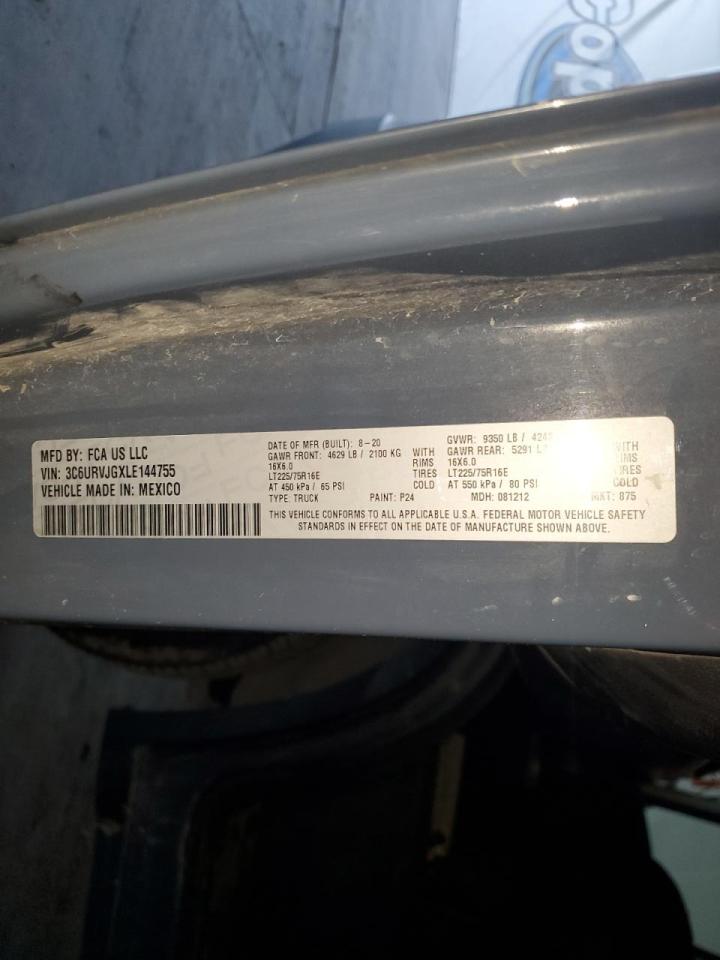 cop
MFD BY: FCA US LLC
VIN: 3C6URVJGXLE144755
VEHICLE MADE IN: MEXICO
DATE OF MFR (BUILT): 8-20
GAWR FRONT: 4629 LB / 2100 KG WITH
16X6.0 RIMS
LT225/75R16E TIRES
AT 450 kPa / 65 PSI COLD
TYPE: TRUCK PAINT: P24
GVWR: 9350 LB /
GAWR REAR: 5291 WITH
16X6.0 RIMS
LT225/75R16E TIRES
AT 550 kPa / 80 PSI COLD
MDH: 081212 MKT: 875
THIS VEHICLE CONFORMS TO ALL APPLICABLE U.S.A. FEDERAL MOTOR VEHICLE SAFETY
STANDARDS IN EFFECT ON THE DATE OF MANUFACTURE SHOWN ABOVE.